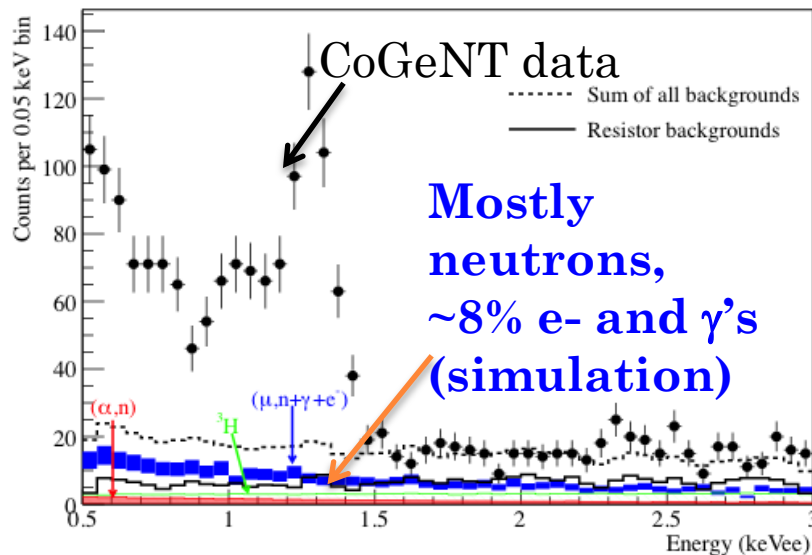 CoGeNT data
Sum of all backgrounds
Resistor backgrounds
Mostly
neutrons,
~8% e- and γ's
(simulation)
Counts per 0.05 keV bin
140
120
100
80
60
40
20
0
(α,n)
³H
(μ,n+γ+e⁻)
0.5
1
1.5
2
2.5
3
Energy (keVee)